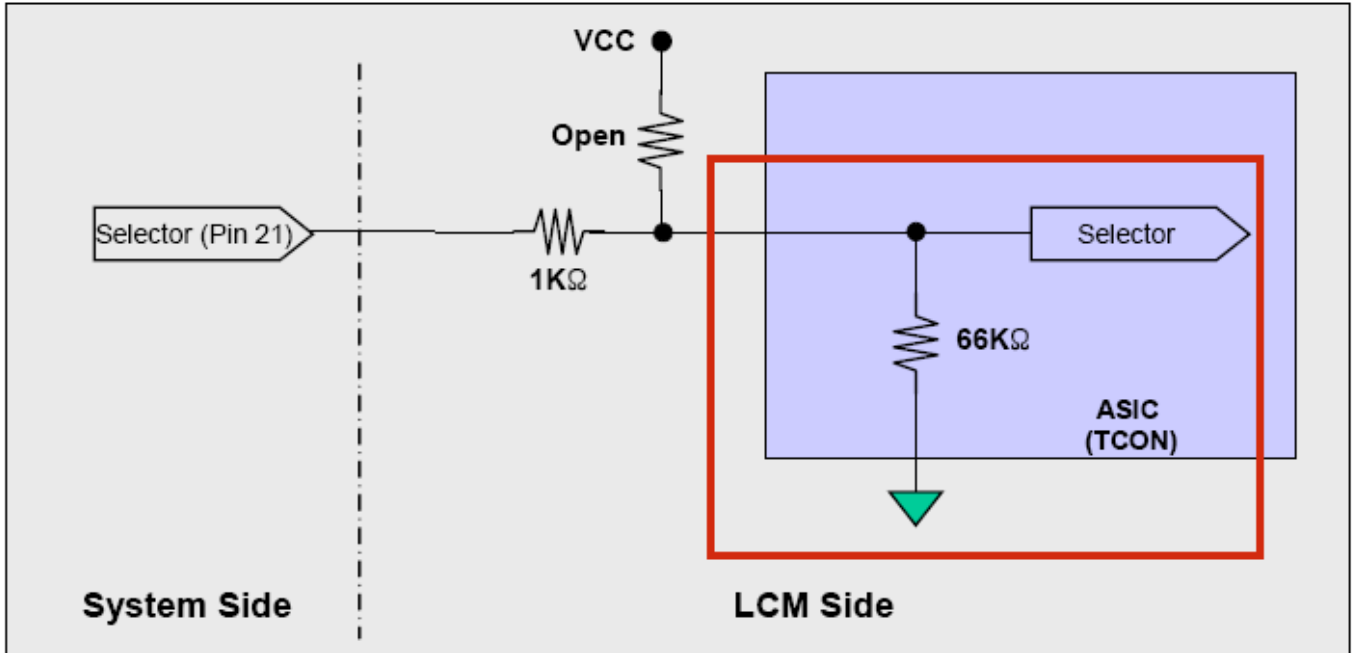 VCC
Open
Selector (Pin 21)
Selector
1KΩ
66KΩ
ASIC
(TCON)
System Side
LCM Side